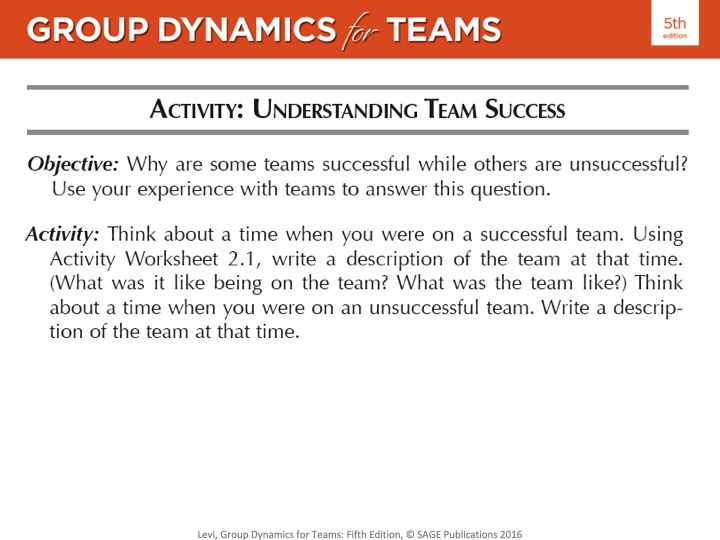 GROUP DYNAMICS for TEAMS
5th
edition
ACTIVITY: UNDERSTANDING TEAM SUCCESS
Objective: Why are some teams successful while others are unsuccessful?
Use your experience with teams to answer this question.
Activity: Think about a time when you were on a successful team. Using
Activity Worksheet 2.1, write a description of the team at that time.
(What was it like being on the team? What was the team like?) Think
about a time when you were on an unsuccessful team. Write a descrip-
tion of the team at that time.
Levi, Group Dynamics for Teams: Fifth Edition, © SAGE Publications 2016